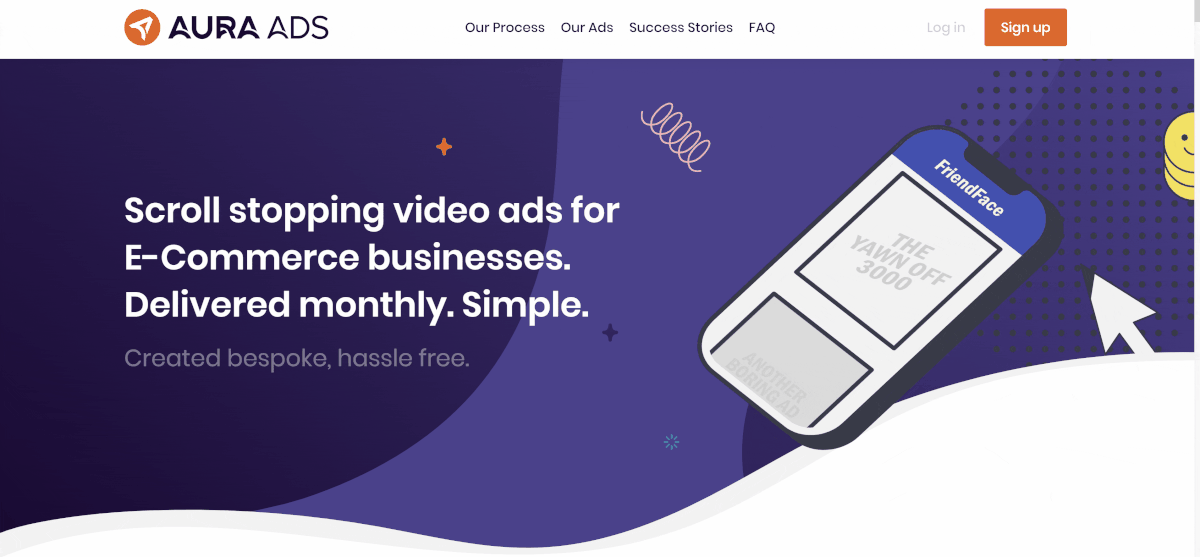 AURA ADS
Our Process
Our Ads
Success Stories
FAQ
Log in
Sign up
Scroll stopping video ads for
E-Commerce businesses.
Delivered monthly. Simple.
Created bespoke, hassle free.
FriendFace
THE
YAWN OFF
3000
ANOTHER
BORING AD